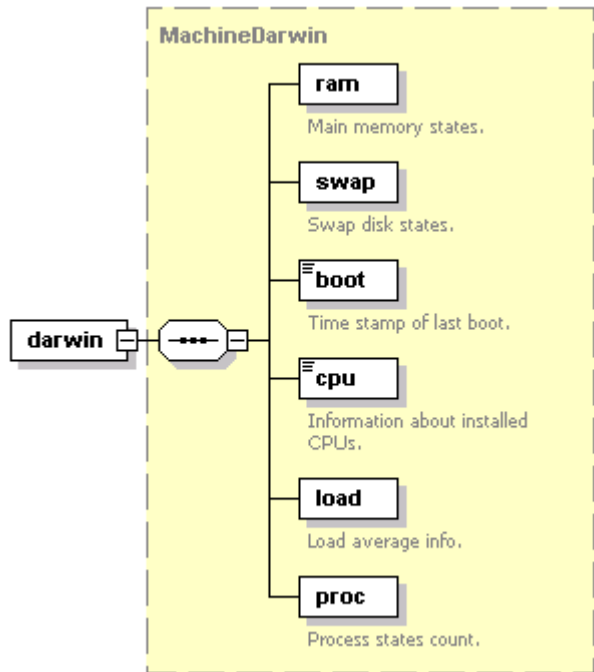 MachineDarwin
ram
Main memory states.
swap
Swap disk states.
boot
Time stamp of last boot.
darwin
cpu
Information about installed
CPUs.
load
Load average info.
proc
Process states count.